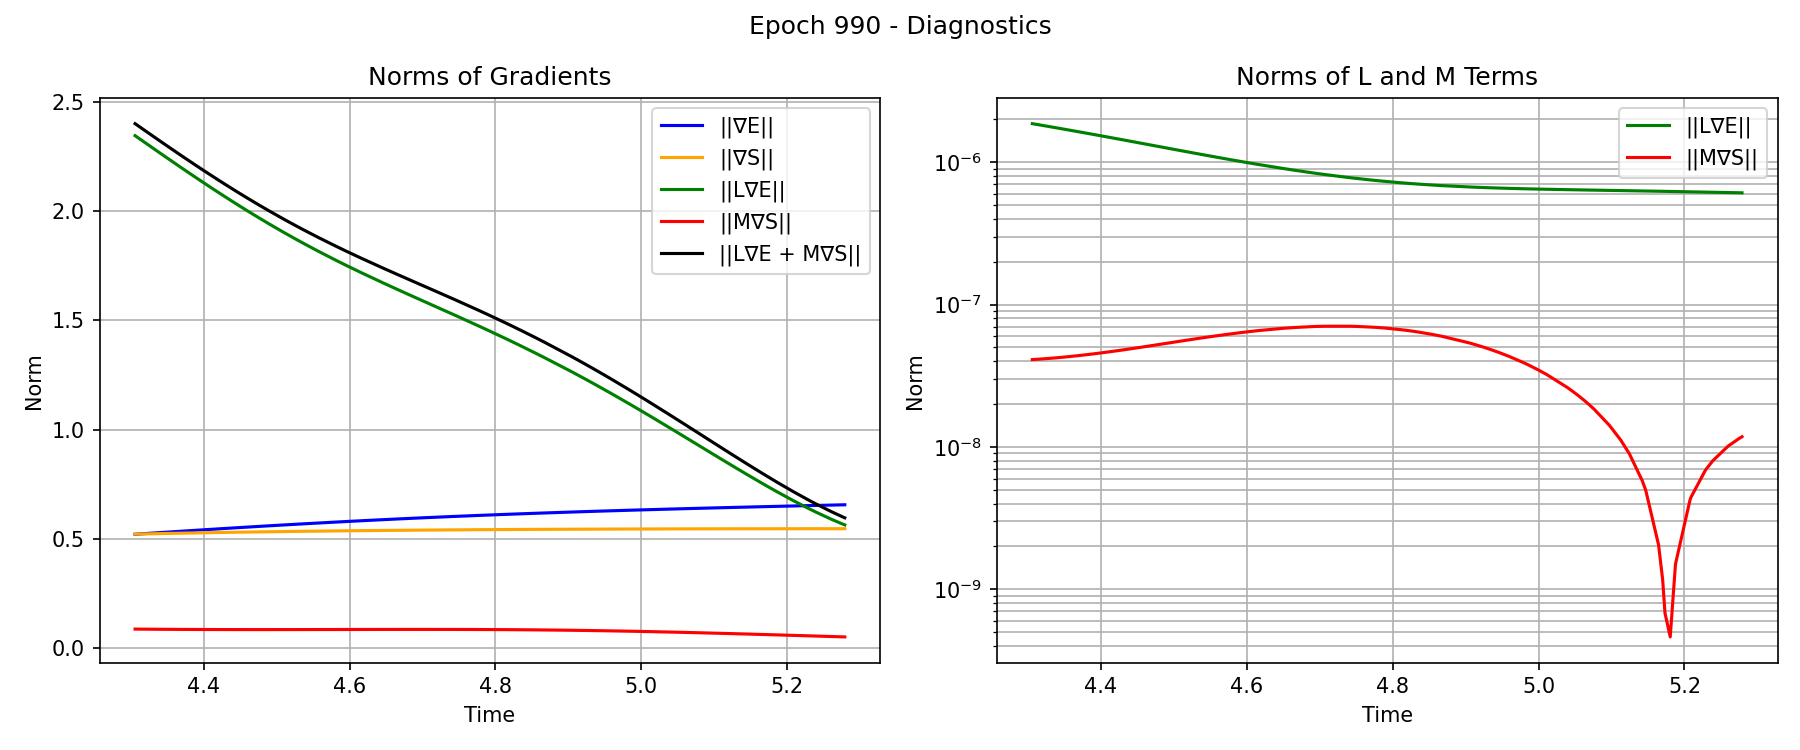 Epoch 990 - Diagnostics
Norms of Gradients
2.5
2.0
1.5
1.0
0.5
0.0
Norm
4.4 4.6 4.8 5.0 5.2
Time
||∇E||
||∇S||
||L∇E||
||M∇S||
||L∇E + M∇S||
Norms of L and M Terms
10⁻⁶
10⁻⁷
10⁻⁸
10⁻⁹
Norm
4.4 4.6 4.8 5.0 5.2
Time
||L∇E||
||M∇S||